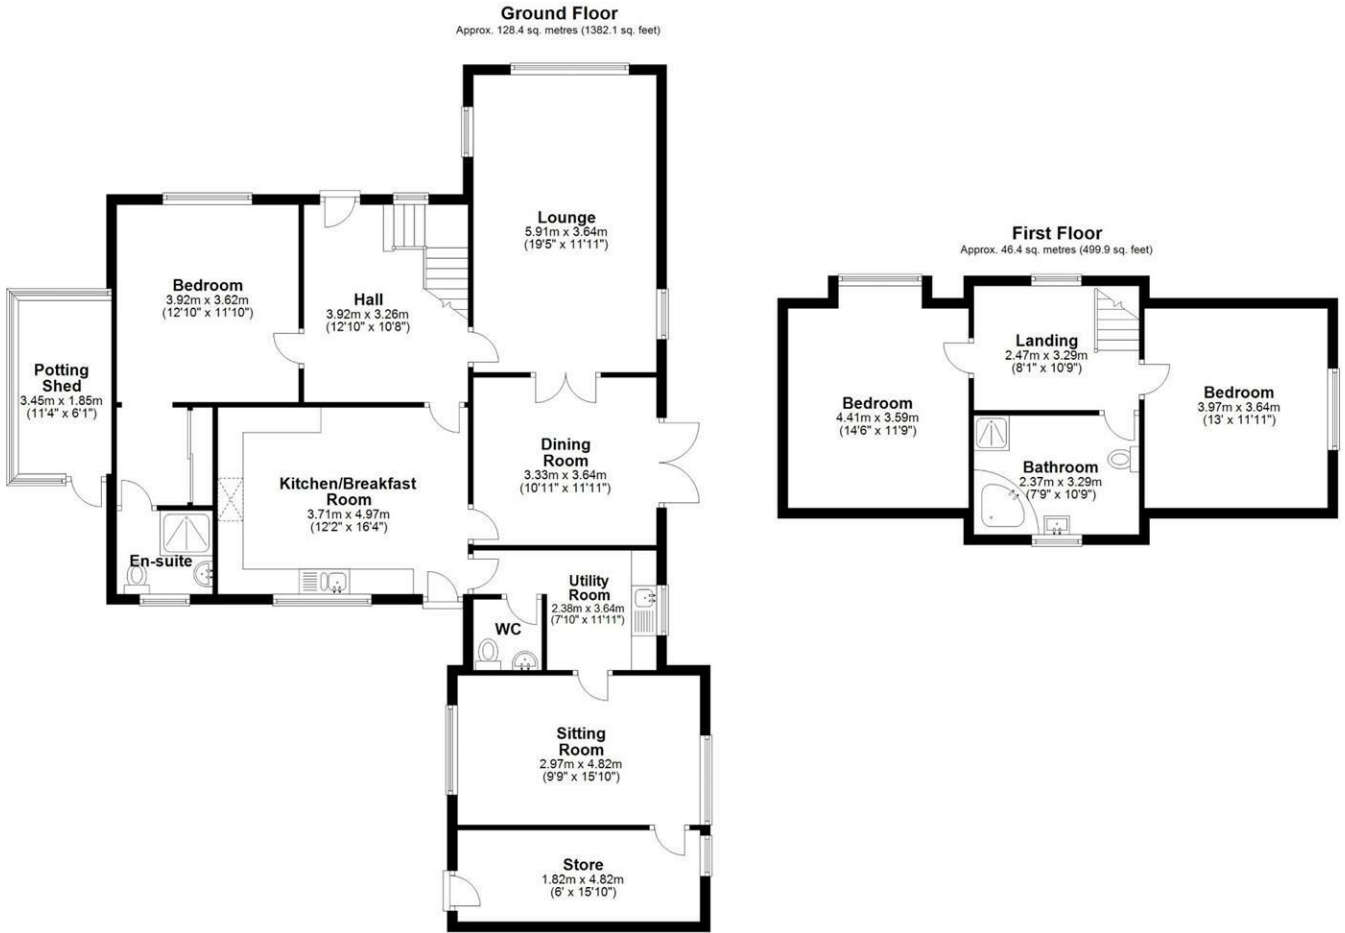 Ground Floor
Approx. 128.4 sq. metres (1382.1 sq. feet)
Lounge
5.91m x 3.64m
(19'5" x 11'11")
Bedroom
3.92m x 3.62m
(12'10" x 11'10")
Hall
3.92m x 3.26m
(12'10" x 10'8")
Potting
Shed
3.45m x 1.85m
(11'4" x 6'1")
Kitchen/Breakfast
Room
3.71m x 4.97m
(12'2" x 16'4")
Dining
Room
3.33m x 3.64m
(10'11" x 11'11")
En-suite
Utility
Room
2.38m x 3.64m
(7'10" x 11'11")
WC
Sitting
Room
2.97m x 4.82m
(9'9" x 15'10")
Store
1.82m x 4.82m
(6' x 15'10")
First Floor
Approx. 46.4 sq. metres (499.9 sq. feet)
Landing
2.47m x 3.29m
(8'1" x 10'9")
Bedroom
4.41m x 3.59m
(14'6" x 11'9")
Bedroom
3.97m x 3.64m
(13' x 11'11")
Bathroom
2.37m x 3.29m
(7'9" x 10'9")